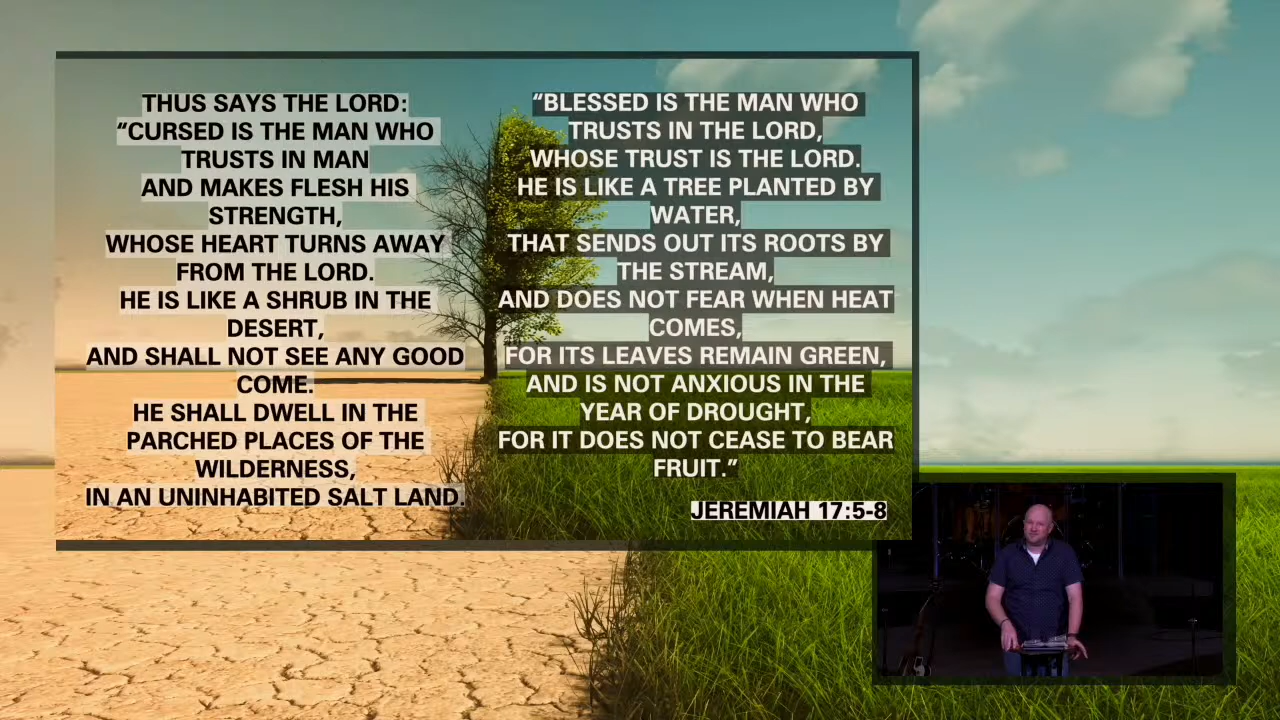 THUS SAYS THE LORD:
“CURSED IS THE MAN WHO
TRUSTS IN MAN
AND MAKES FLESH HIS
STRENGTH,
WHOSE HEART TURNS AWAY
FROM THE LORD.
HE IS LIKE A SHRUB IN THE
DESERT,
AND SHALL NOT SEE ANY GOOD
COME.
HE SHALL DWELL IN THE
PARCHED PLACES OF THE
WILDERNESS,
IN AN UNINHABITED SALT LAND.
“BLESSED IS THE MAN WHO
TRUSTS IN THE LORD,
WHOSE TRUST IS THE LORD.
HE IS LIKE A TREE PLANTED BY
WATER,
THAT SENDS OUT ITS ROOTS BY
THE STREAM,
AND DOES NOT FEAR WHEN HEAT
COMES,
FOR ITS LEAVES REMAIN GREEN,
AND IS NOT ANXIOUS IN THE
YEAR OF DROUGHT,
FOR IT DOES NOT CEASE TO BEAR
FRUIT.”
JEREMIAH 17:5-8